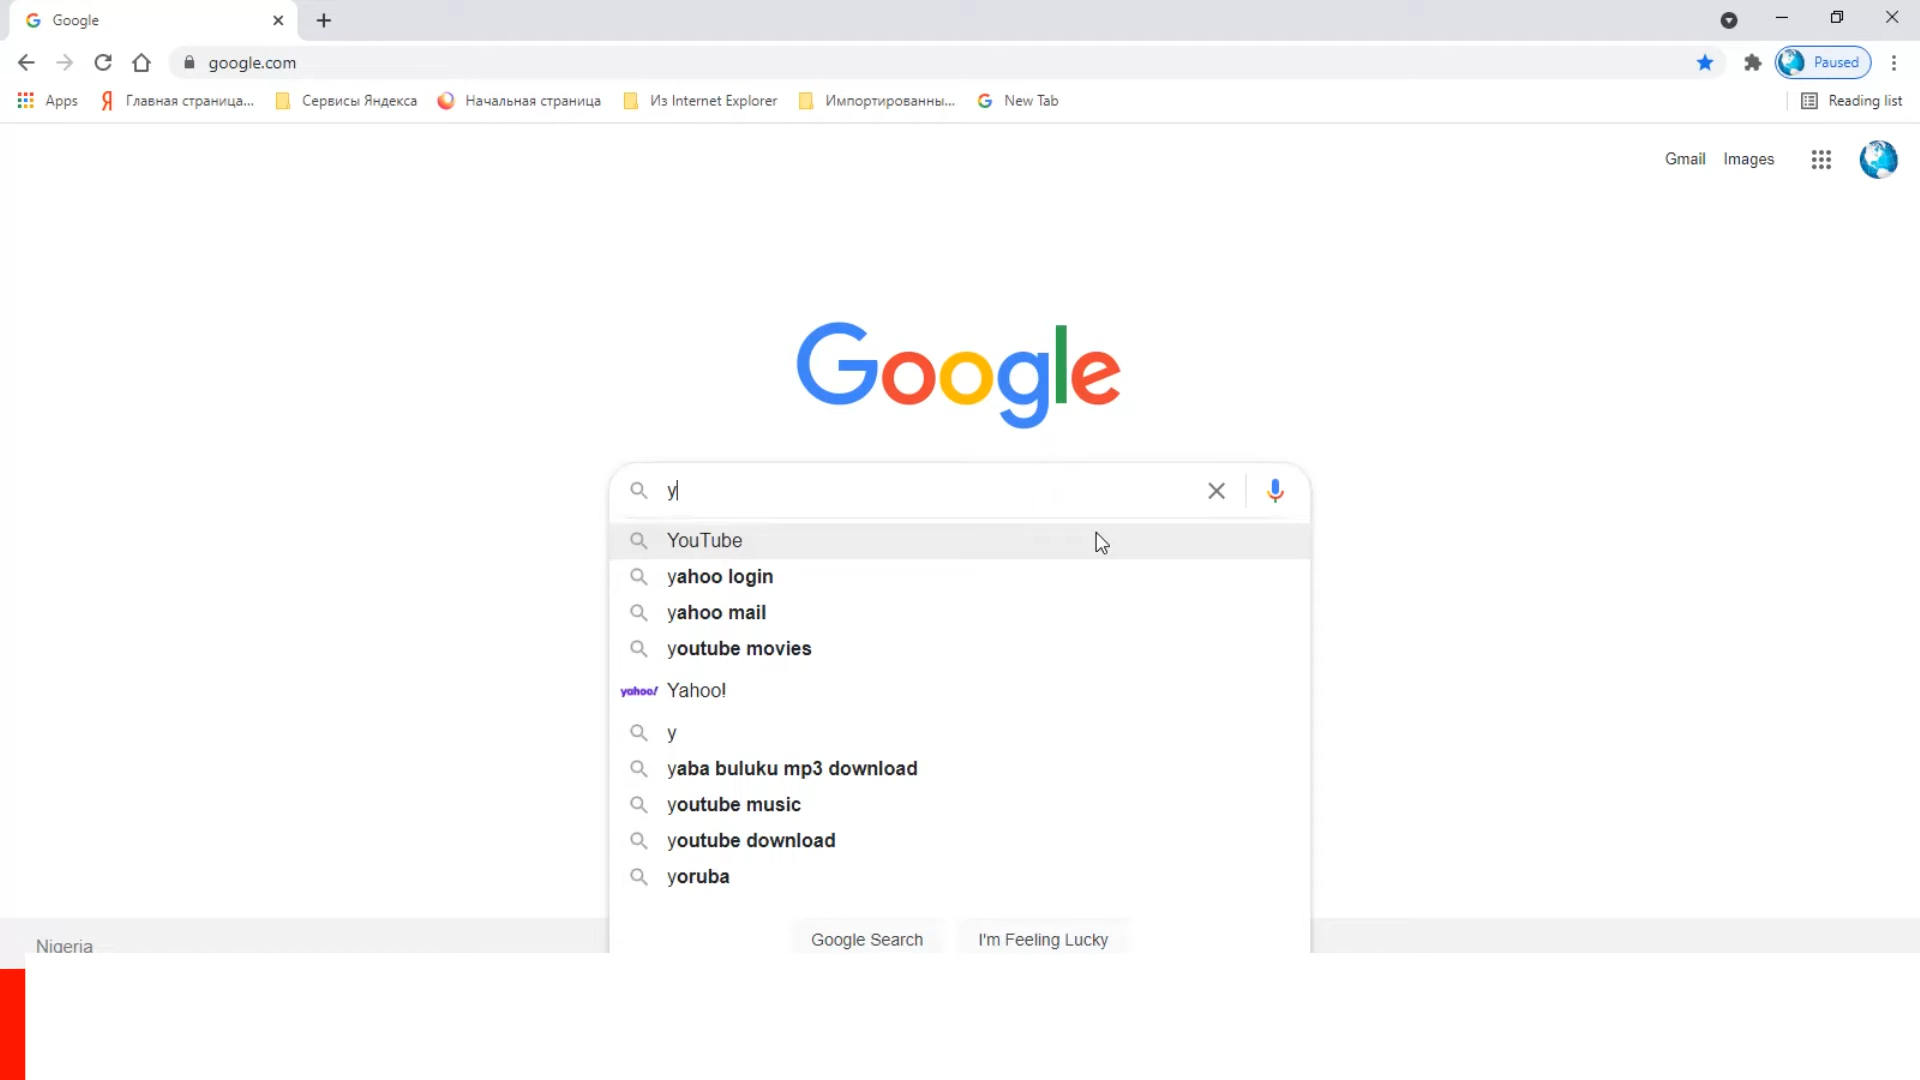 Google
google.com
Paused
Apps
Главная страница...
Сервисы Яндекса
Начальная страница
Из Internet Explorer
Импортированны...
New Tab
Reading list
Gmail Images
Google
y
YouTube
yahoo login
yahoo mail
youtube movies
yahoo! Yahoo!
y
yaba buluku mp3 download
youtube music
youtube download
yoruba
Google Search I'm Feeling Lucky
Nigeria